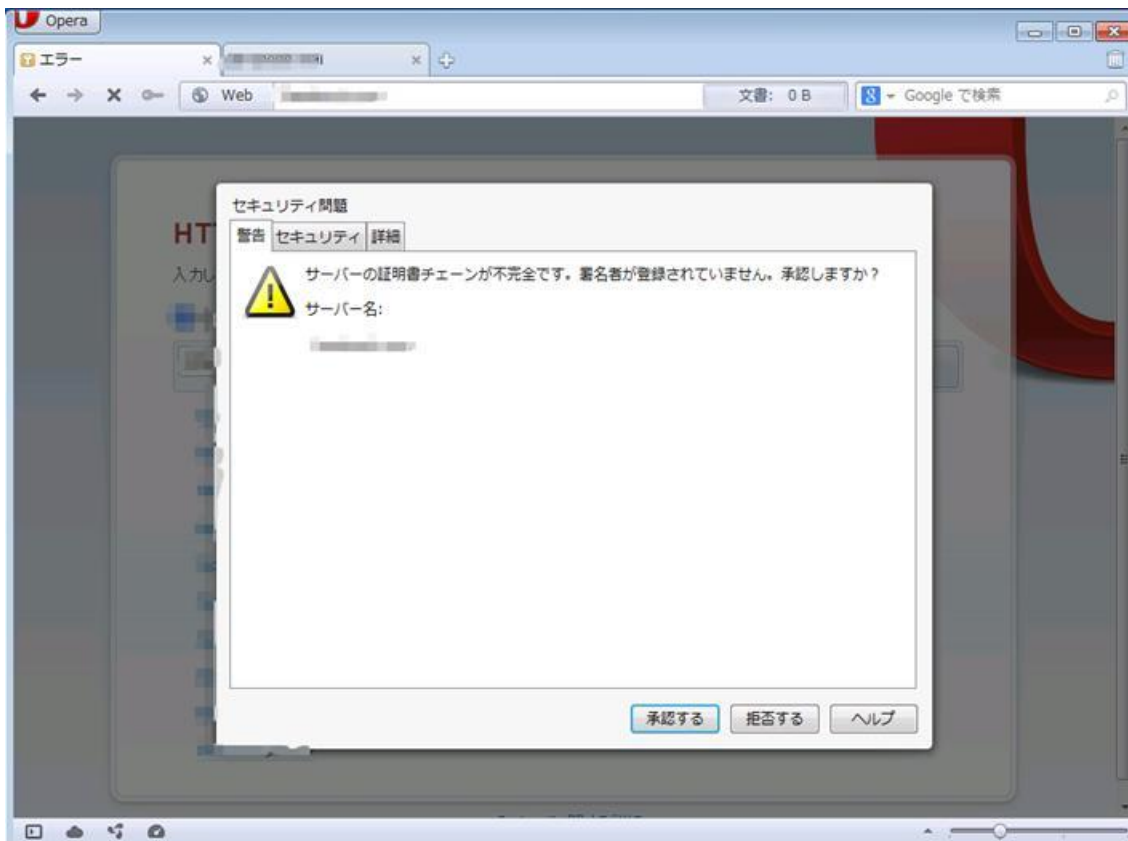 Opera
エラー
Web
文書: 0 B
Google で検索
セキュリティ問題
警告 セキュリティ 詳細
HT
入力し
サーバーの証明書チェーンが不完全です。署名者が登録されていません。承認しますか？
サーバー名:
承認する 拒否する ヘルプ